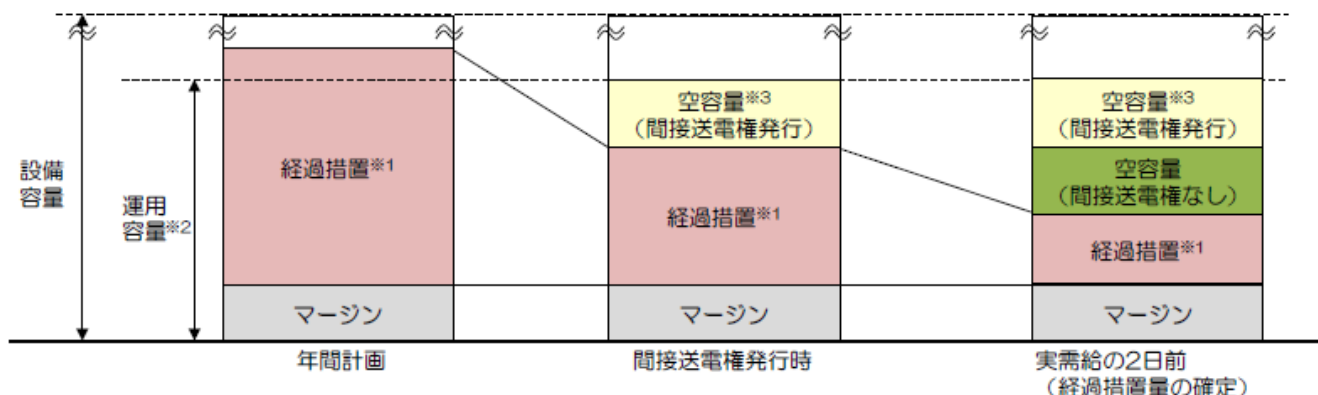 設備
容量
運用
容量※2
経過措置※1
マージン
年間計画
空容量※3
（間接送電権発行）
経過措置※1
マージン
間接送電権発行時
空容量※3
（間接送電権発行）
空容量
（間接送電権なし）
経過措置※1
マージン
実需給の2日前
（経過措置量の確定）